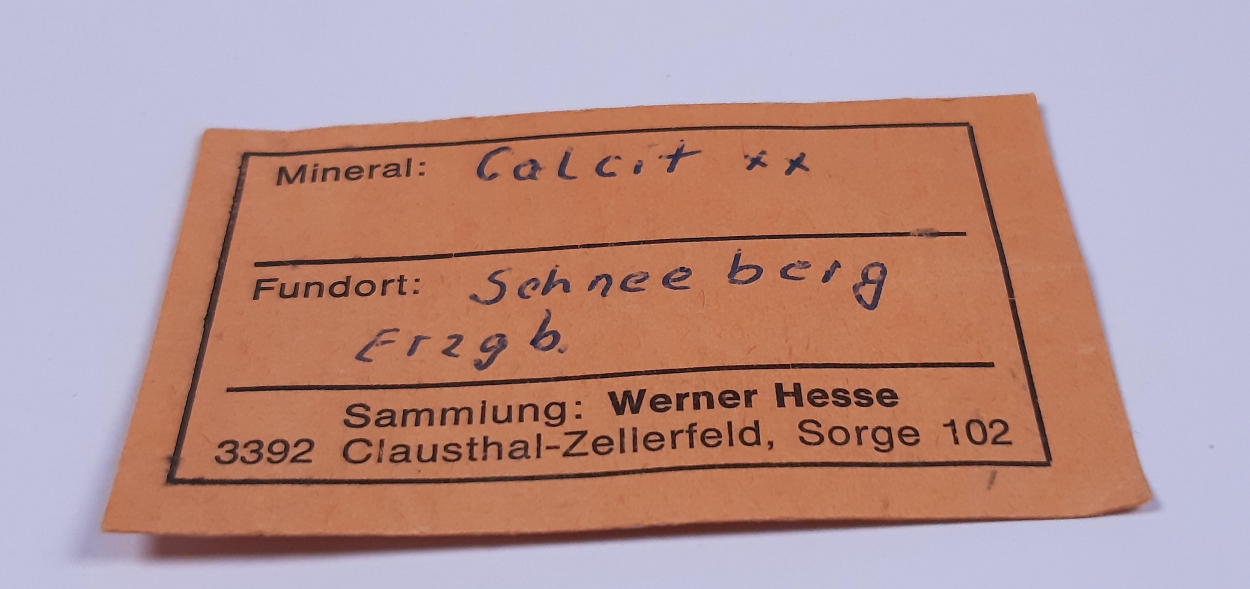 Mineral: Calcit xx
Fundort: Schneeberg
Erzgb.
Sammlung: Werner Hesse
3392 Clausthal-Zellerfeld, Sorge 102